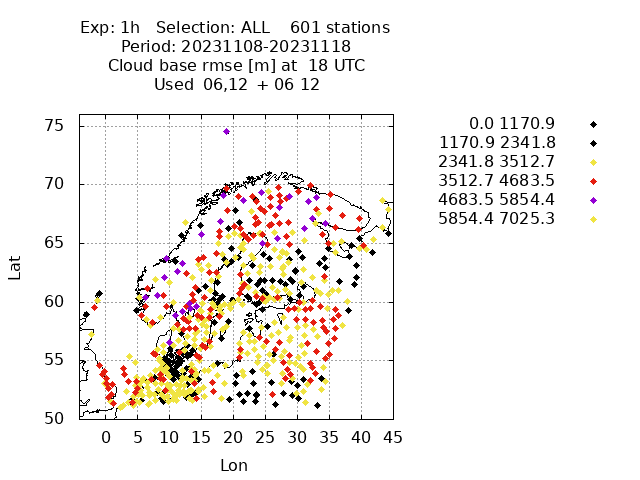 Exp: 1h   Selection: ALL    601 stations
Period: 20231108-20231118
Cloud base rmse [m] at  18 UTC
Used  06,12  + 06 12
0.0 1170.9
1170.9 2341.8
2341.8 3512.7
3512.7 4683.5
4683.5 5854.4
5854.4 7025.3
75
70
65
60
55
50
Lat
0 5 10 15 20 25 30 35 40 45
Lon